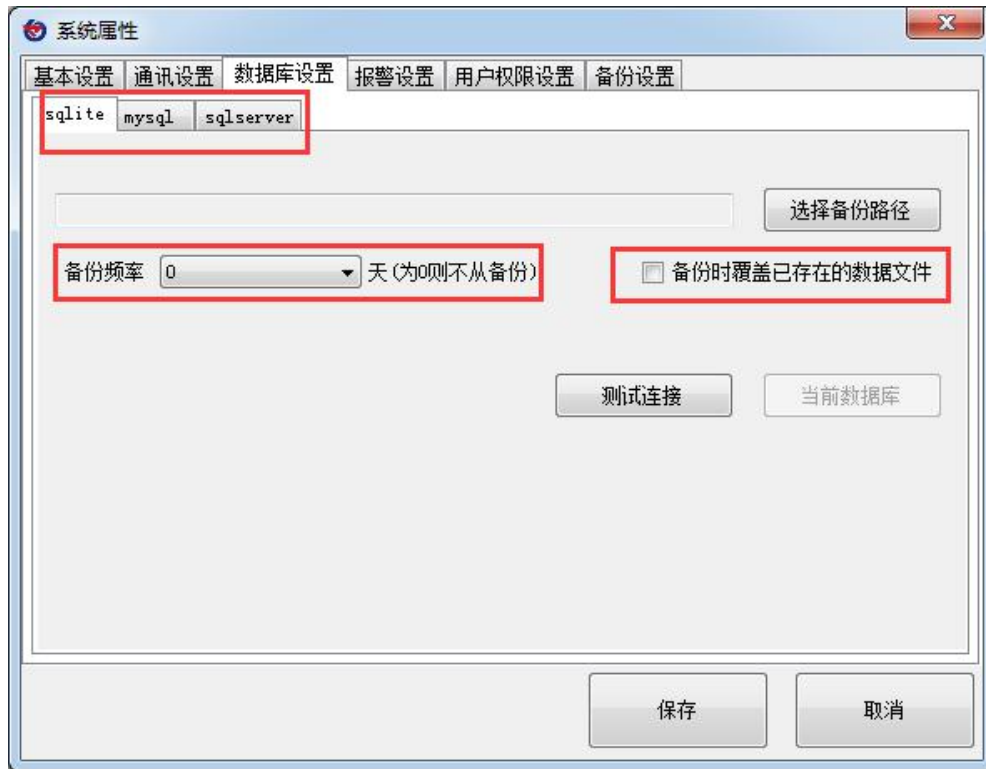 系统属性
基本设置 通讯设置 数据库设置 报警设置 用户权限设置 备份设置
sqlite mysql sqlserver
选择备份路径
备份频率 0 天(为0则不从备份) 备份时覆盖已存在的数据文件
测试连接 当前数据库
保存 取消